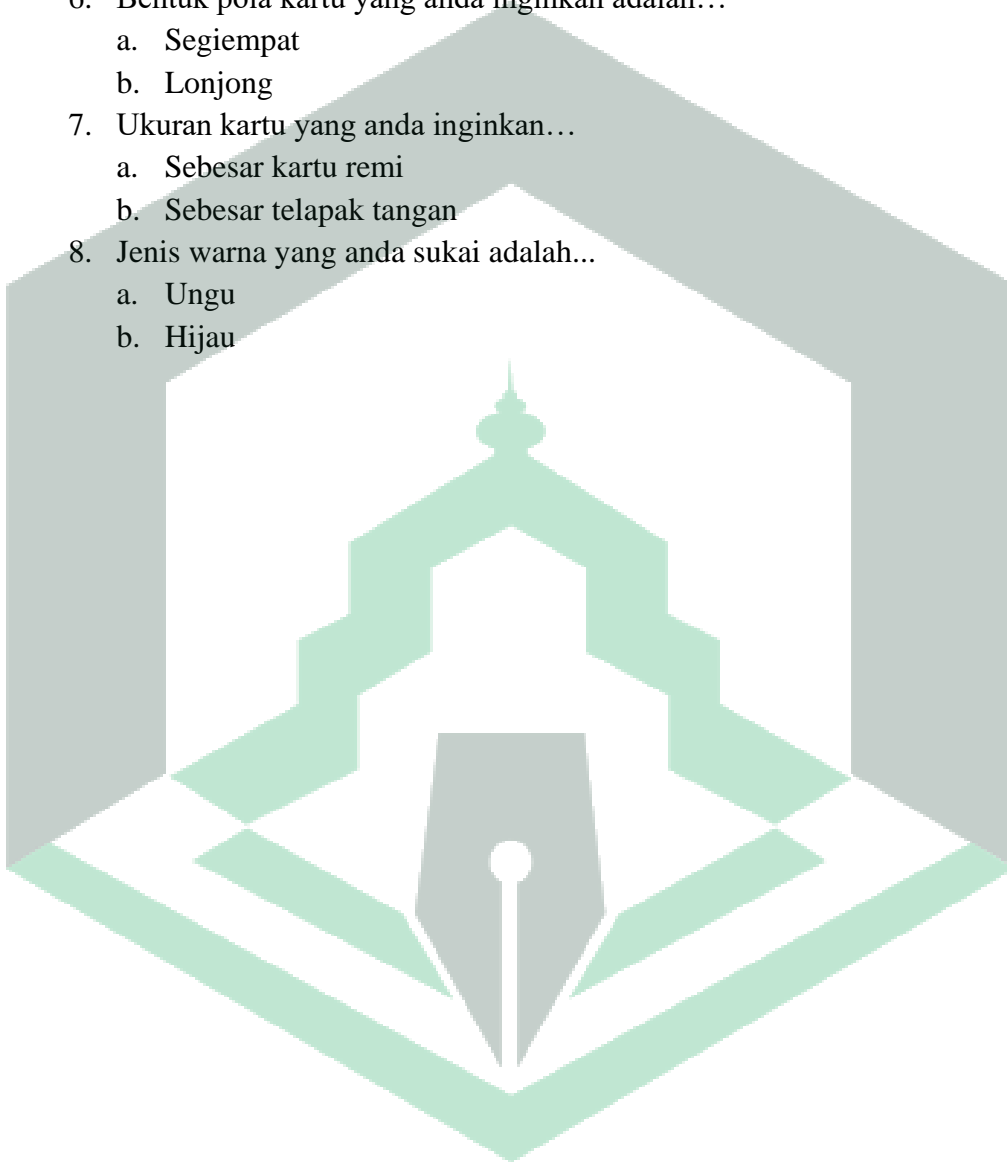 6. Bentuk pola kartu yang anda inginkan adalah…
a. Segiempat
b. Lonjong
7. Ukuran kartu yang anda inginkan…
a. Sebesar kartu remi
b. Sebesar telapak tangan
8. Jenis warna yang anda sukai adalah...
a. Ungu
b. Hijau